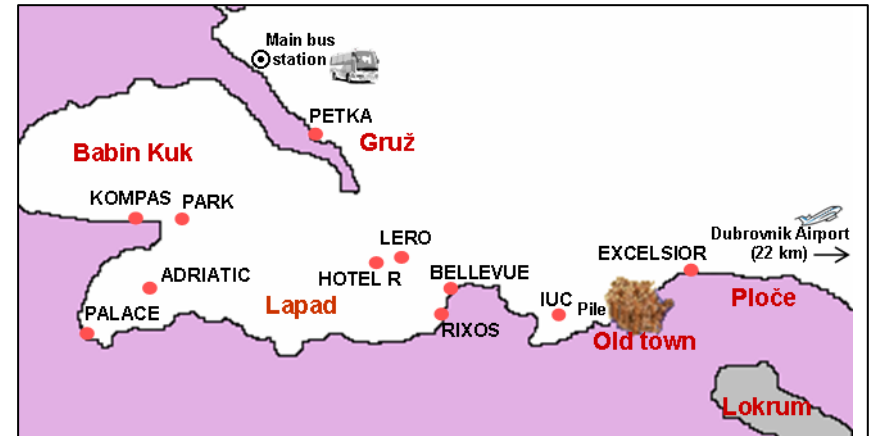 Main bus
station
PETKA
Gruž
Babin Kuk
KOMPAS
PARK
LERO
Dubrovnik Airport
(22 km)
EXCELSIOR
ADRIATIC
HOTEL R
BELLEVUE
Lapad
IUC
Pile
Ploče
PALACE
RIXOS
Old town
Lokrum